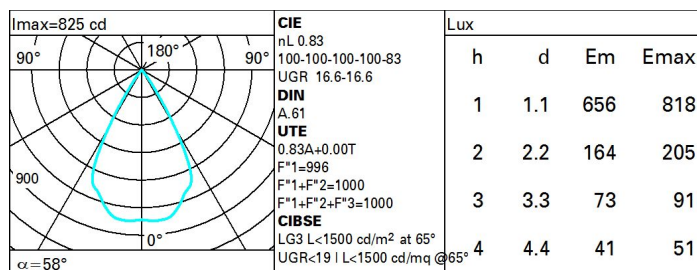 Imax=825 cd
90°
180°
90°
900
0°
α=58°
CIE
nL 0.83
100-100-100-100-83
UGR 16.6-16.6
DIN
A.61
UTE
0.83A+0.00T
F"1=996
F"1+F"2=1000
F"1+F"2+F"3=1000
CIBSE
LG3 L<1500 cd/m² at 65°
UGR<19 | L<1500 cd/mq @65°
Lux
h d Em Emax
1 1.1 656 818
2 2.2 164 205
3 3.3 73 91
4 4.4 41 51